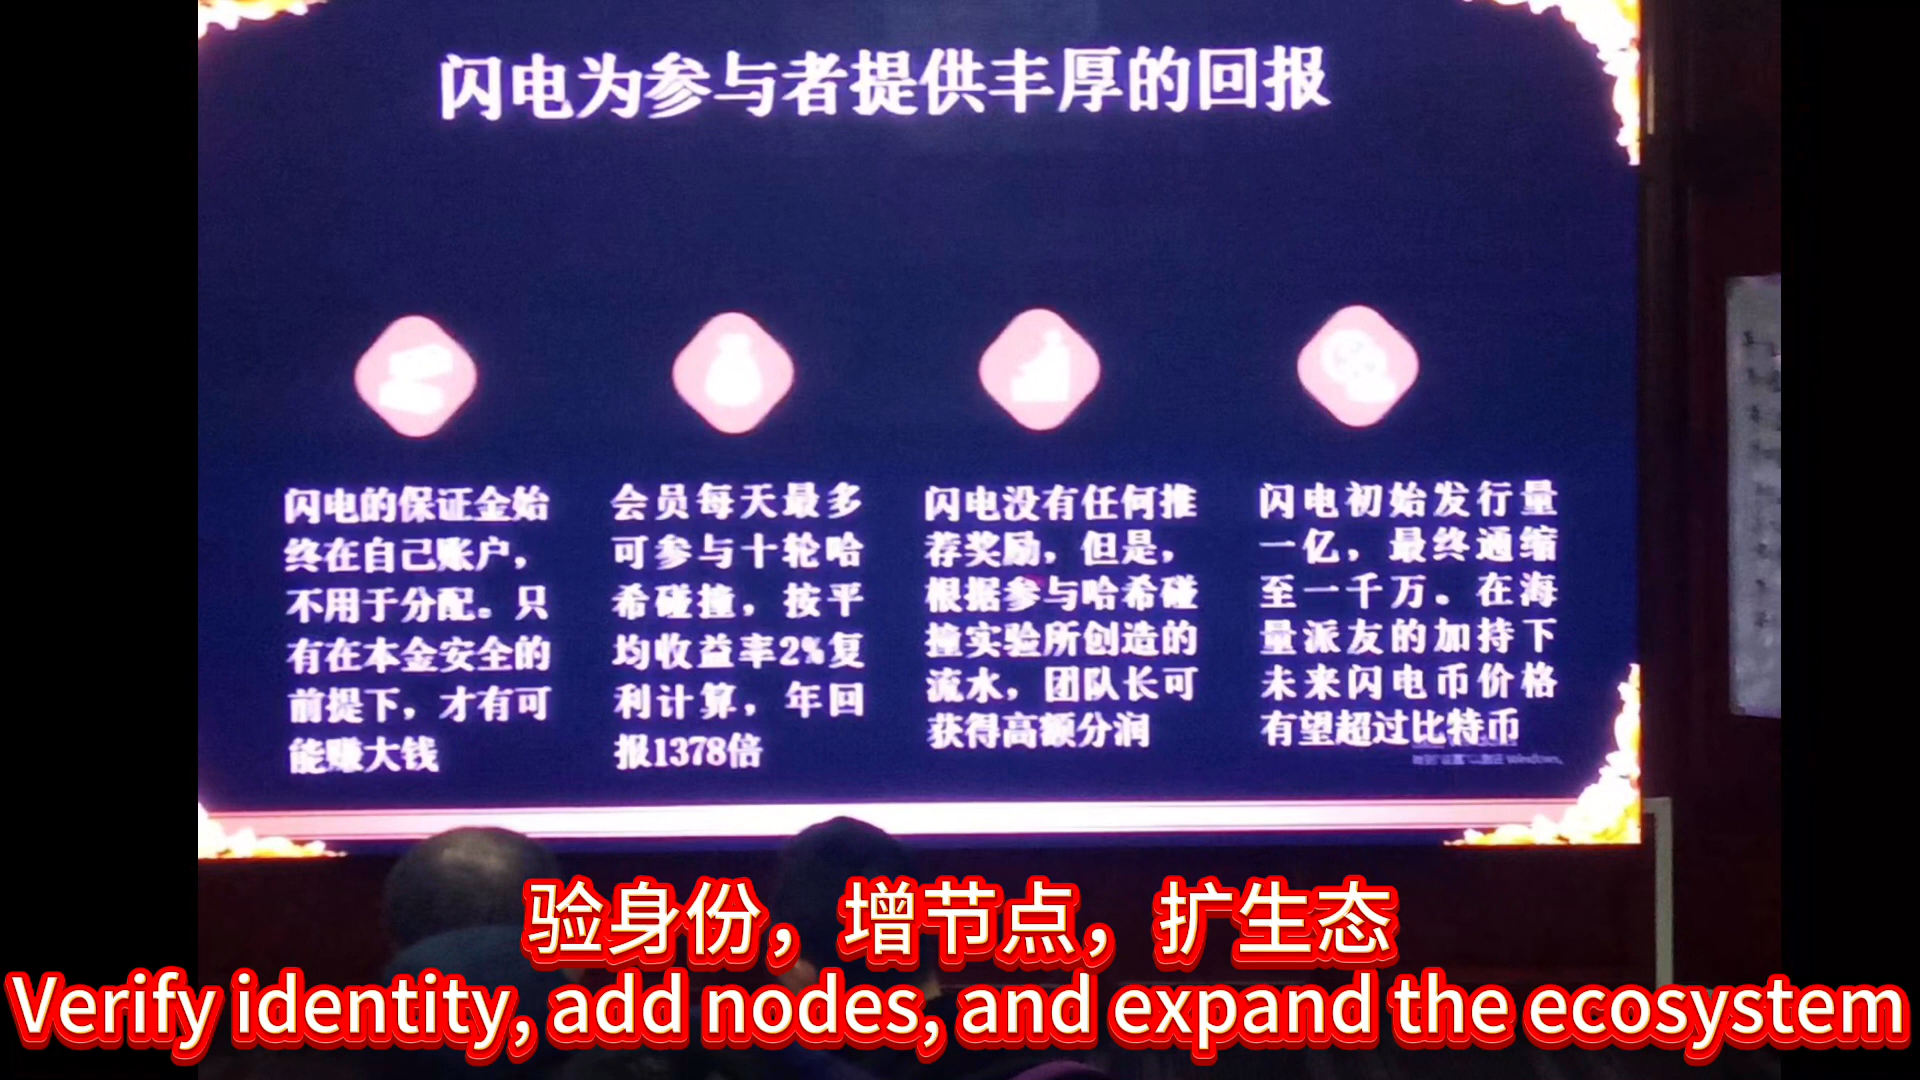 闪电为参与者提供丰厚的回报
闪电的保证金始
终在自己账户，
不用于分配。只
有在本金安全的
前提下，才有可
能赚大钱
会员每天最多
可参与十轮哈
希碰撞，按平
均收益率2%复
利计算，年回
报1378倍
闪电没有任何推
荐奖励，但是，
根据参与哈希碰
撞实验所创造的
流水，团队长可
获得高额分润
闪电初始发行量
一亿，最终通缩
至一千万。在海
量派友的加持下
未来闪电币价格
有望超过比特币
验身份，增节点，扩生态
Verify identity, add nodes, and expand the ecosystem